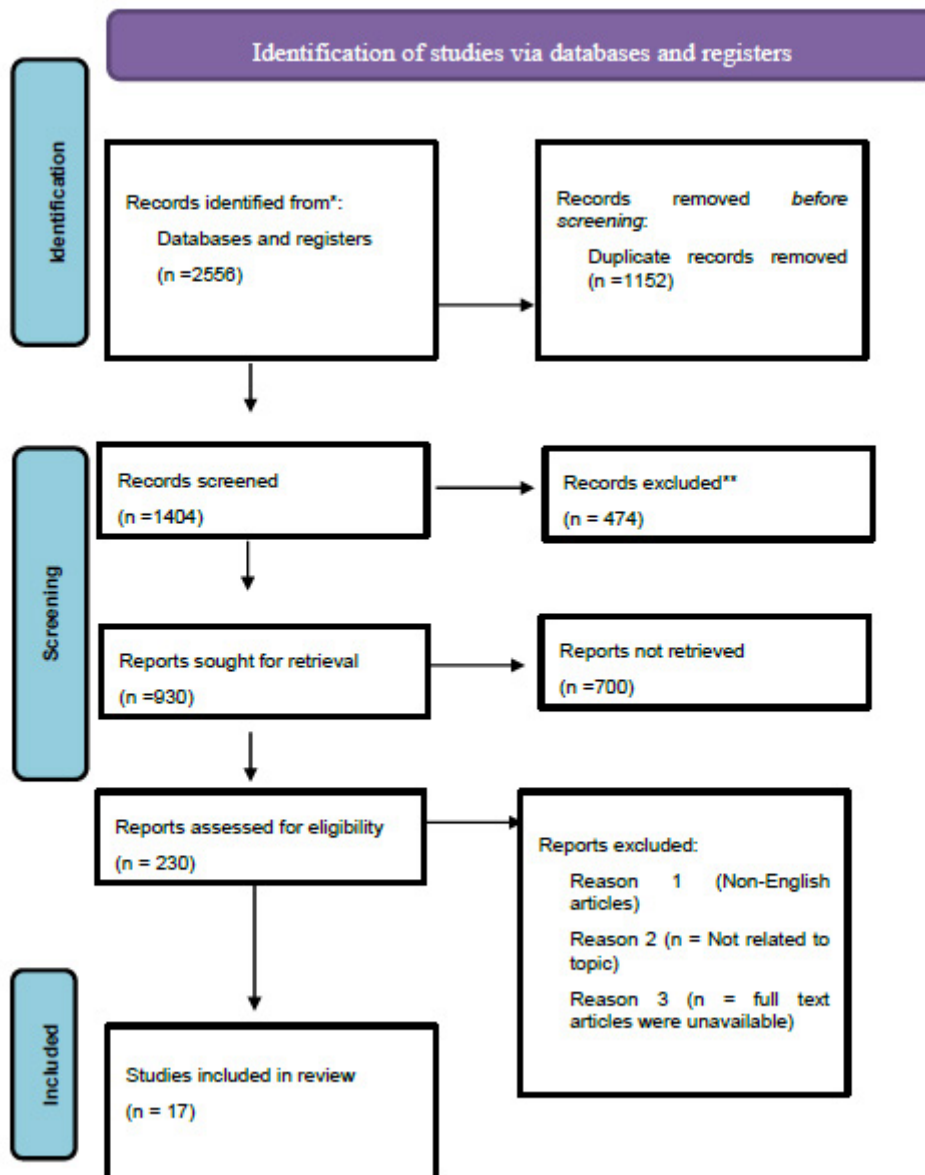 Identification of studies via databases and registers
Identification
Records identified from*:
Databases and registers
(n =2556)
Records removed before
screening:
Duplicate records removed
(n =1152)
Screening
Records screened
(n =1404)
Records excluded**
(n = 474)
Reports sought for retrieval
(n =930)
Reports not retrieved
(n =700)
Reports assessed for eligibility
(n = 230)
Reports excluded:
Reason 1 (Non-English
articles)
Reason 2 (n = Not related to
topic)
Reason 3 (n = full text
articles were unavailable)
Included
Studies included in review
(n = 17)